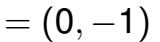 = (0, −1)